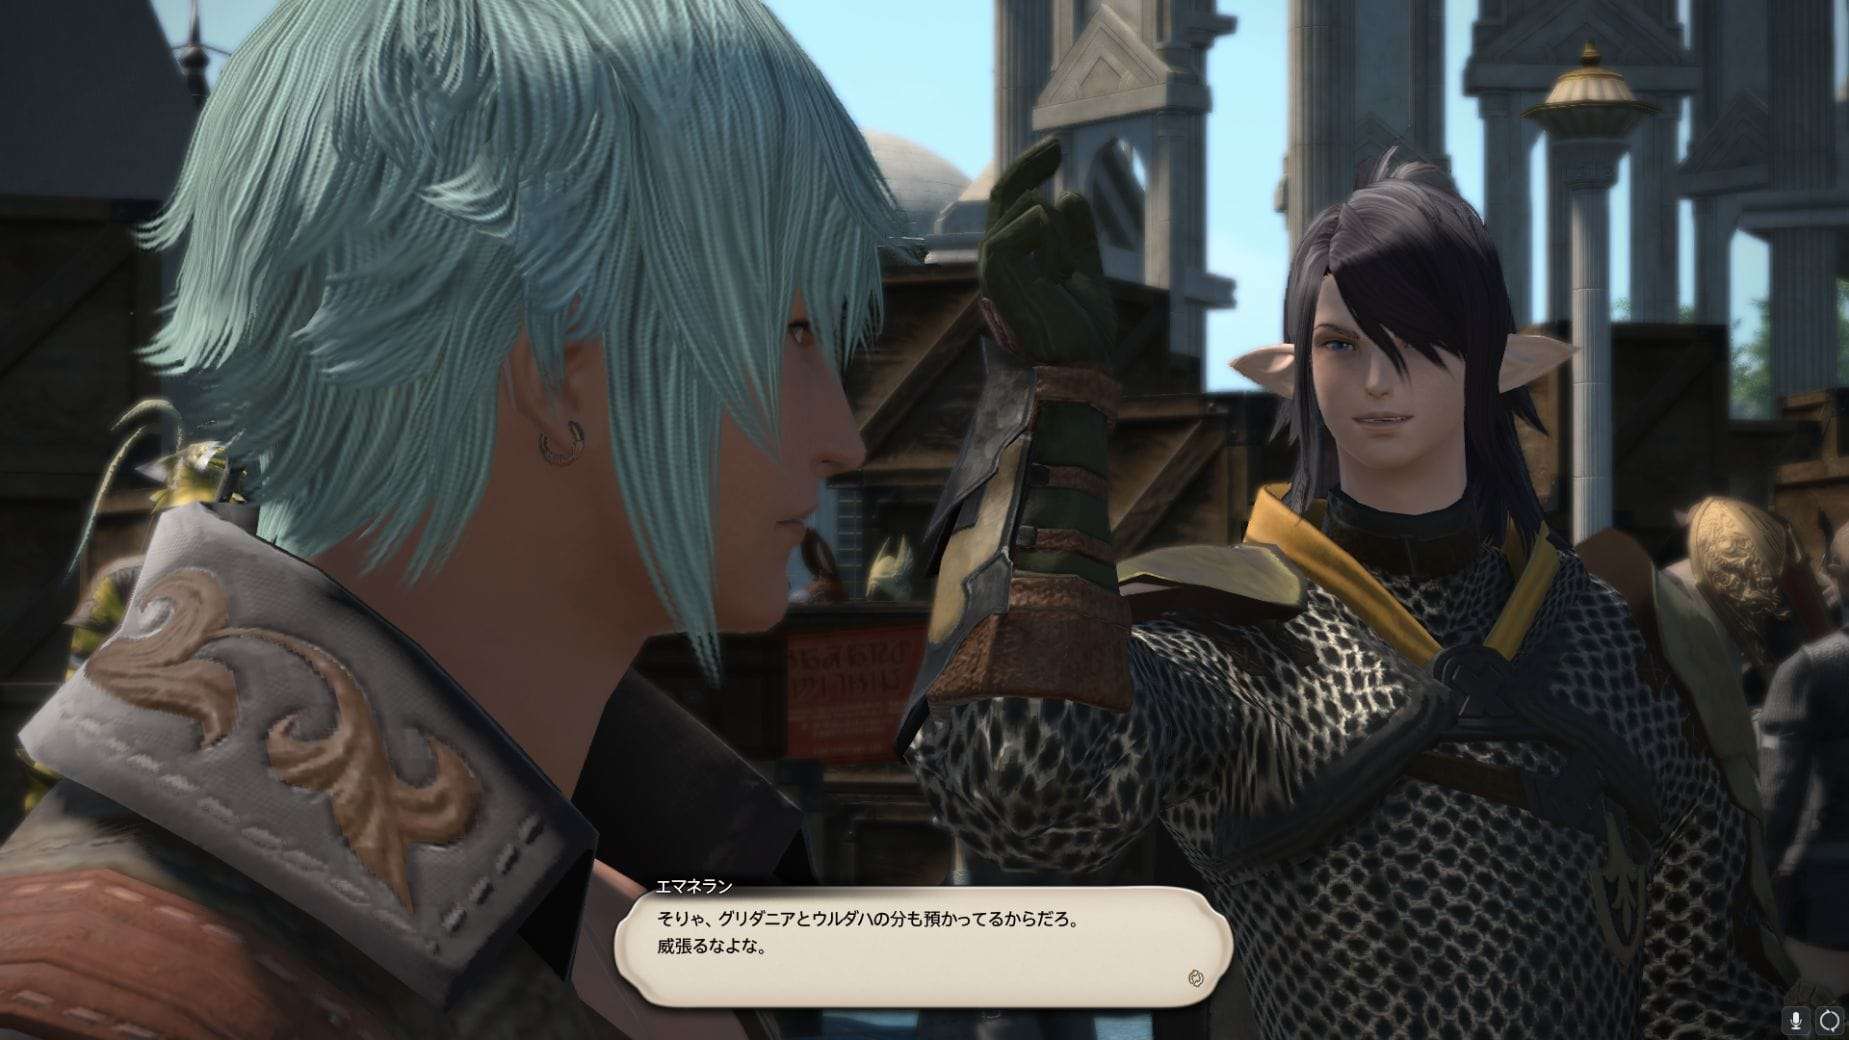 エマネラン
そりゃ、グリダニアとウルダハの分も預かってるからだろ。
威張るなよな。